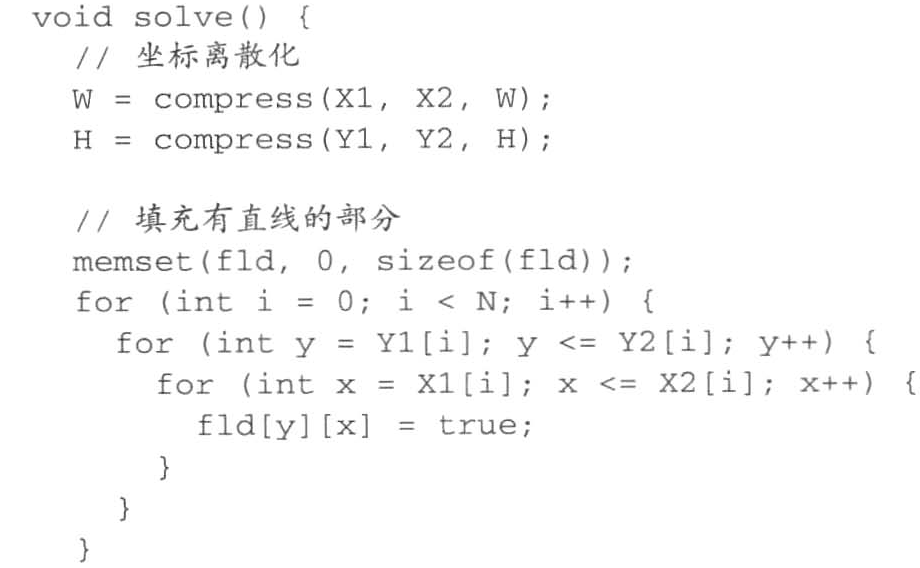 void solve() {
// 坐标离散化
W = compress(X1, X2, W);
H = compress(Y1, Y2, H);
// 填充有直线的部分
memset(fld, 0, sizeof(fld));
for (int i = 0; i < N; i++) {
for (int y = Y1[i]; y <= Y2[i]; y++) {
for (int x = X1[i]; x <= X2[i]; x++) {
fld[y][x] = true;
}
}
}